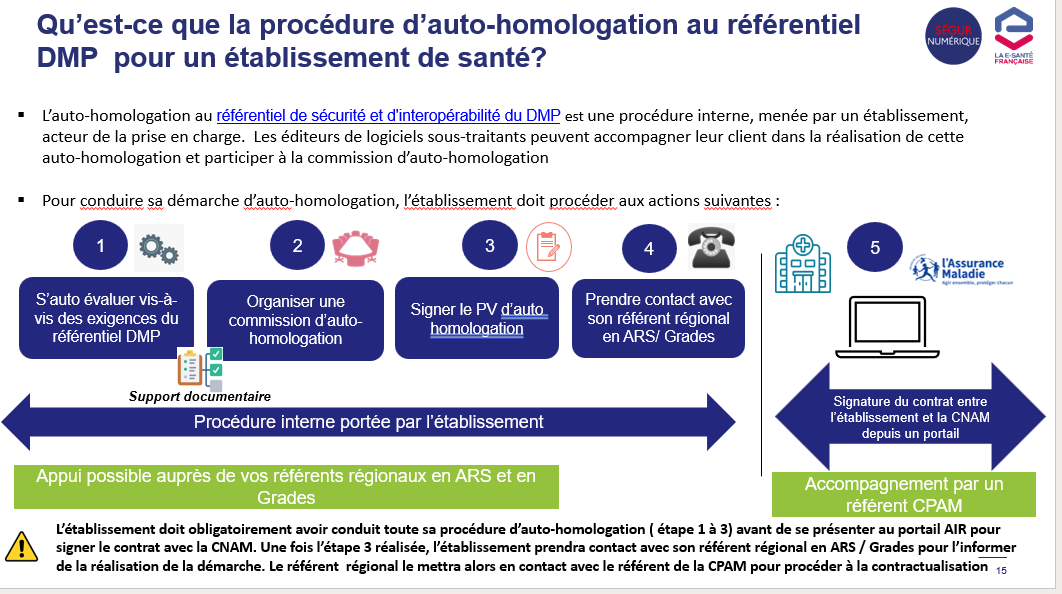 Qu’est-ce que la procédure d’auto-homologation au référentiel
DMP pour un établissement de santé?
SÉGUR
NUMÉRIQUE
LA E-SANTÉ
FRANÇAISE
▪ L’auto-homologation au référentiel de sécurité et d'interopérabilité du DMP est une procédure interne, menée par un établissement,
acteur de la prise en charge. Les éditeurs de logiciels sous-traitants peuvent accompagner leur client dans la réalisation de cette
auto-homologation et participer à la commission d’auto-homologation
▪ Pour conduire sa démarche d’auto-homologation, l’établissement doit procéder aux actions suivantes :
1
S’auto évaluer vis-à-
vis des exigences du
référentiel DMP
2
Organiser une
commission d’auto-
homologation
3
Signer le PV d’auto
homologation
4
Prendre contact avec
son référent régional
en ARS/ Grades
5
l’Assurance
Maladie
Agir ensemble, protéger chacun
Support documentaire
Procédure interne portée par l’établissement
Signature du contrat entre
l’établissement et la CNAM
depuis un portail
Appui possible auprès de vos référents régionaux en ARS et en
Grades
Accompagnement par un
référent CPAM
L’établissement doit obligatoirement avoir conduit toute sa procédure d’auto-homologation ( étape 1 à 3) avant de se présenter au portail AIR pour
signer le contrat avec la CNAM. Une fois l’étape 3 réalisée, l’établissement prendra contact avec son référent régional en ARS / Grades pour l’informer
de la réalisation de la démarche. Le référent régional le mettra alors en contact avec le référent de la CPAM pour procéder à la contractualisation
15